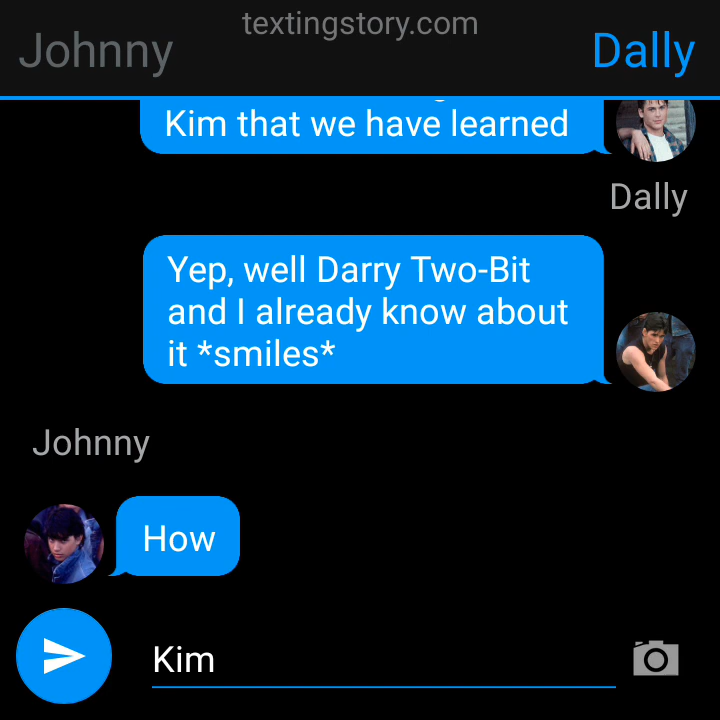 textingstory.com
Johnny
Dally
Kim that we have learned
Dally
Yep, well Darry Two-Bit
and I already know about
it *smiles*
Johnny
How
Kim